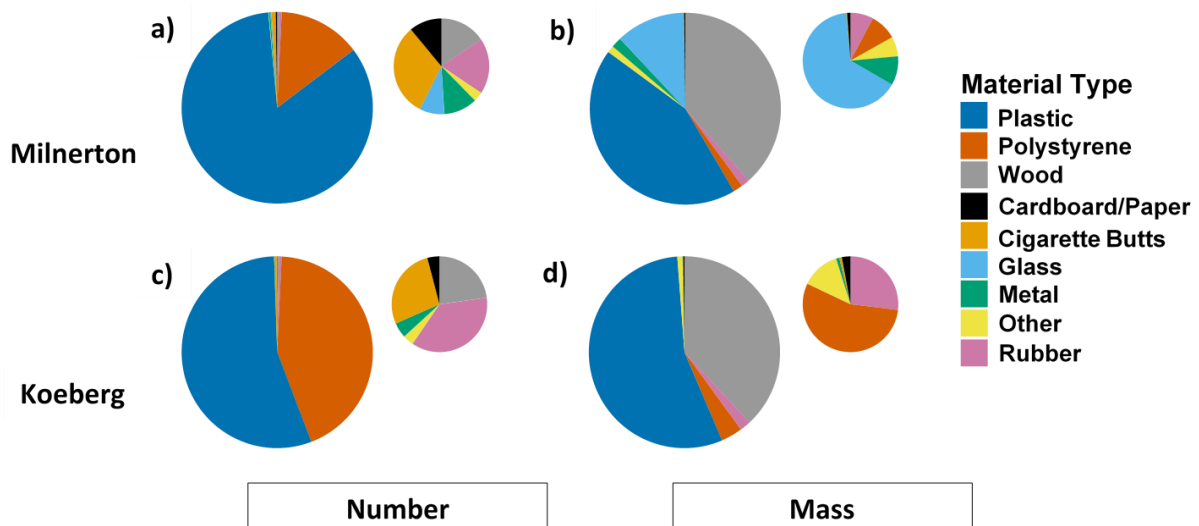 a)
b)
Milnerton
c)
d)
Koeberg
Number
Mass
Material Type
Plastic
Polystyrene
Wood
Cardboard/Paper
Cigarette Butts
Glass
Metal
Other
Rubber